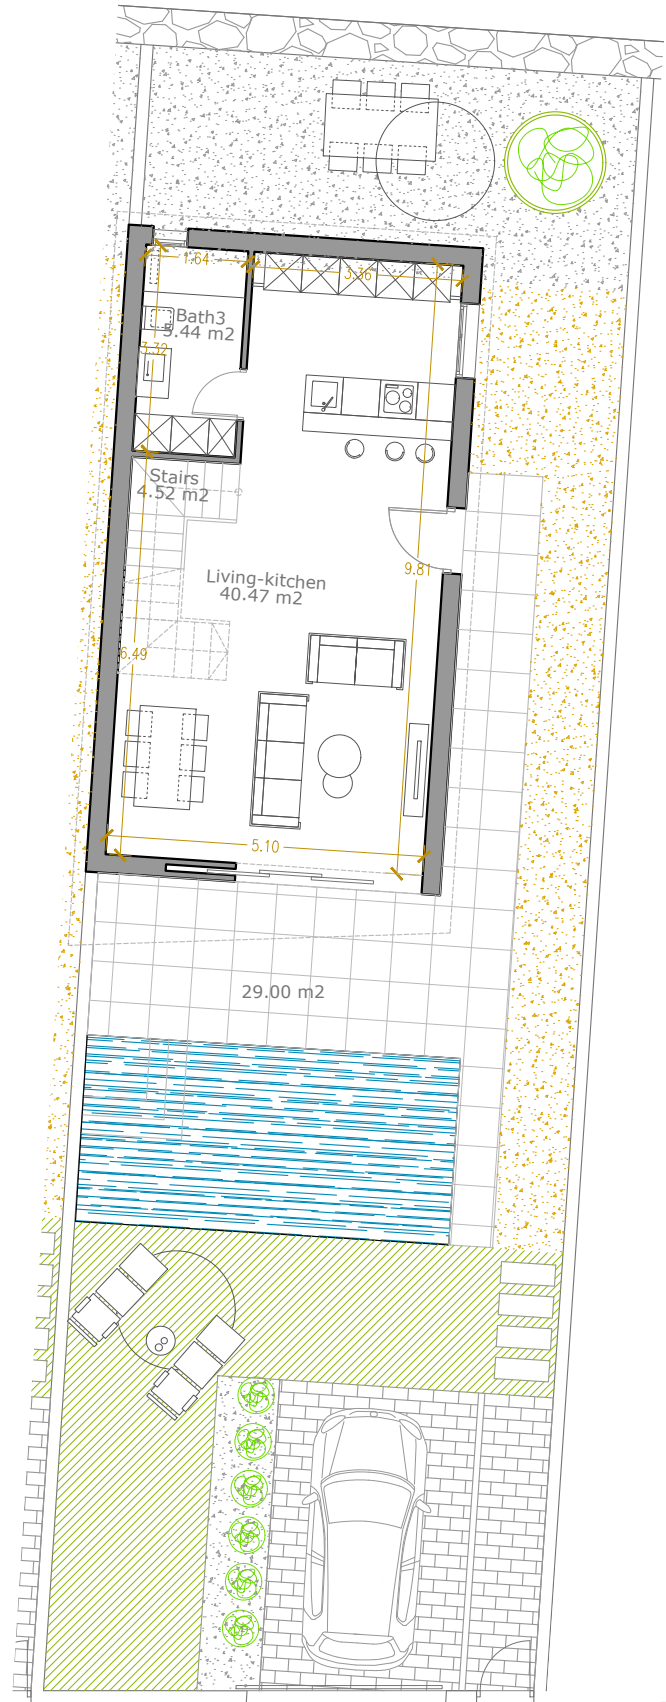 1.64
3.36
Bath3
5.44 m2
3.32
Stairs
4.52 m2
Living-kitchen
40.47 m2
9.81
6.49
5.10
29.00 m2